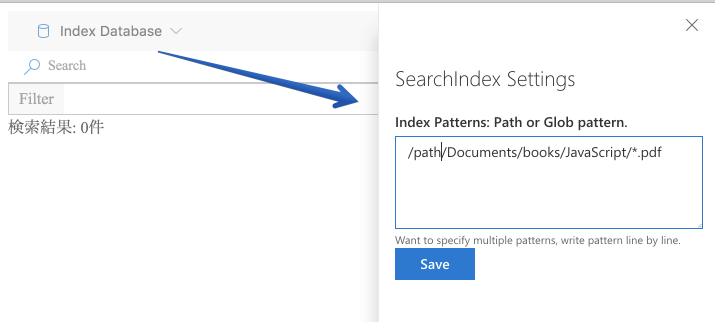 Index Database
Search
Filter
検索結果: 0件
SearchIndex Settings
Index Patterns: Path or Glob pattern.
/path/Documents/books/JavaScript/*.pdf
Want to specify multiple patterns, write pattern line by line.
Save